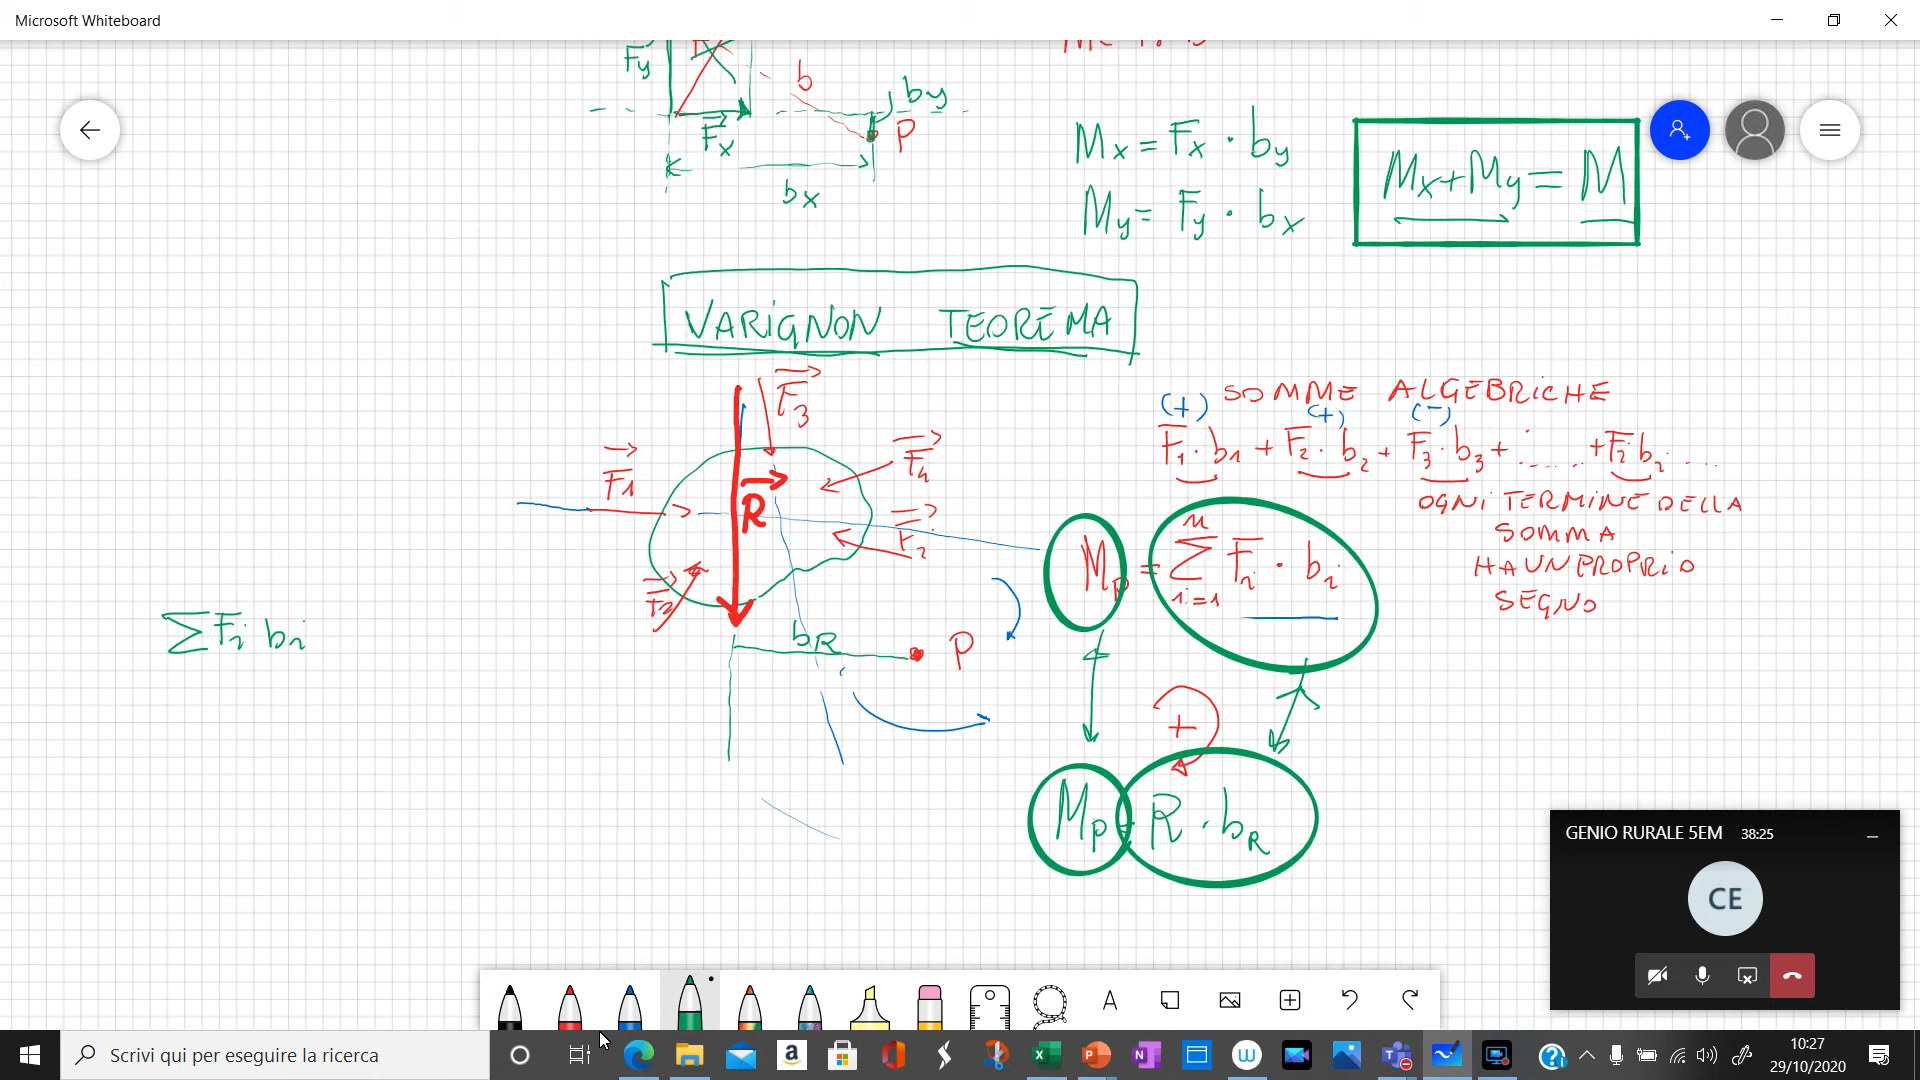 Microsoft Whiteboard
Fy
b
by
P
Fx
bx
Mx = Fx · by
My = Fy · bx
Mx+My = M
VARIGNON TEOREMA
F3
F1
F4
R
bR
P
SOMME ALGEBRICHE
(+) (+) (-)
F1 · b1 + F2 · b2 + F3 · b3 + ...... + Fi bi ....
OGNI TERMINE DELLA
SOMMA
HA UN PROPRIO
SEGNO
Mp = ∑ Fi · bi
n
i=1
∑ Fi bi
+
Mp = R · bR
GENIO RURALE 5EM 38:25
CE
Scrivi qui per eseguire la ricerca
10:27
29/10/2020